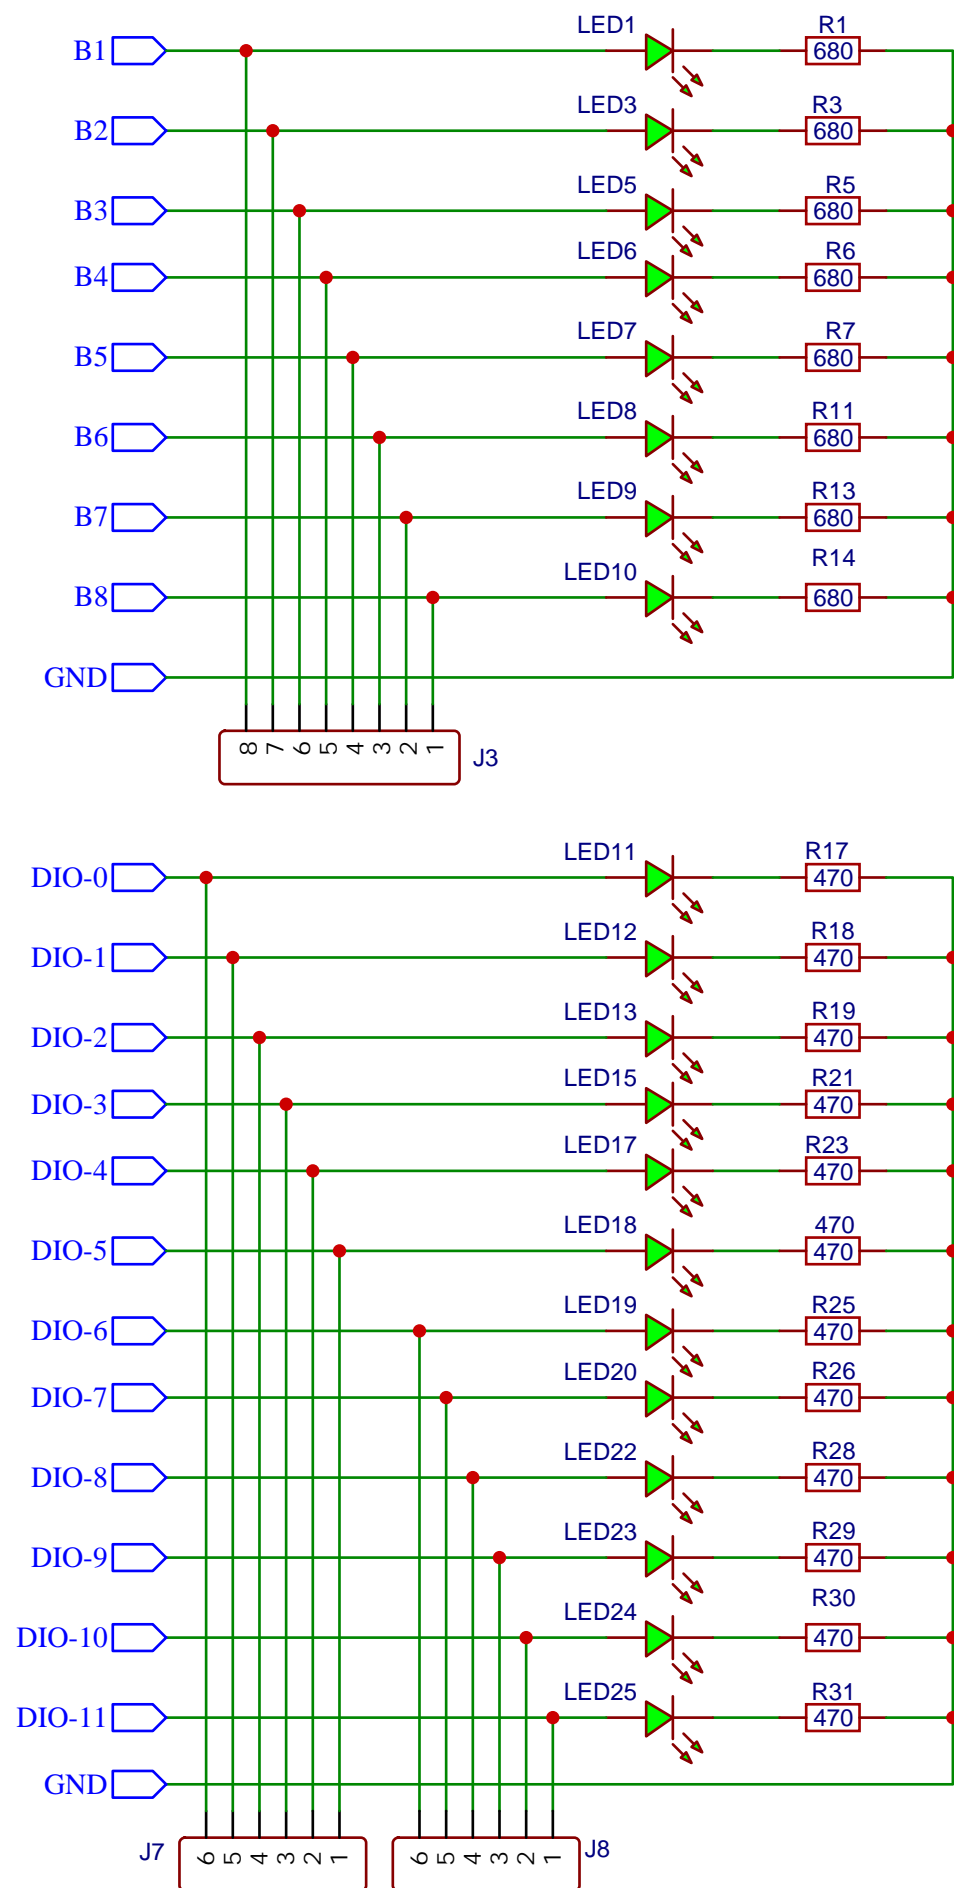 LED1 R1
B1 680
LED3 R3
B2 680
LED5 R5
B3 680
LED6 R6
B4 680
LED7 R7
B5 680
LED8 R11
B6 680
LED9 R13
B7 680
LED10 R14
B8 680
GND
8 7 6 5 4 3 2 1 J3
LED11 R17
DIO-0 470
LED12 R18
DIO-1 470
LED13 R19
DIO-2 470
LED15 R21
DIO-3 470
LED17 R23
DIO-4 470
LED18 470
DIO-5 470
LED19 R25
DIO-6 470
LED20 R26
DIO-7 470
LED22 R28
DIO-8 470
LED23 R29
DIO-9 470
LED24 R30
DIO-10 470
LED25 R31
DIO-11 470
GND
J7 6 5 4 3 2 1 6 5 4 3 2 1 J8